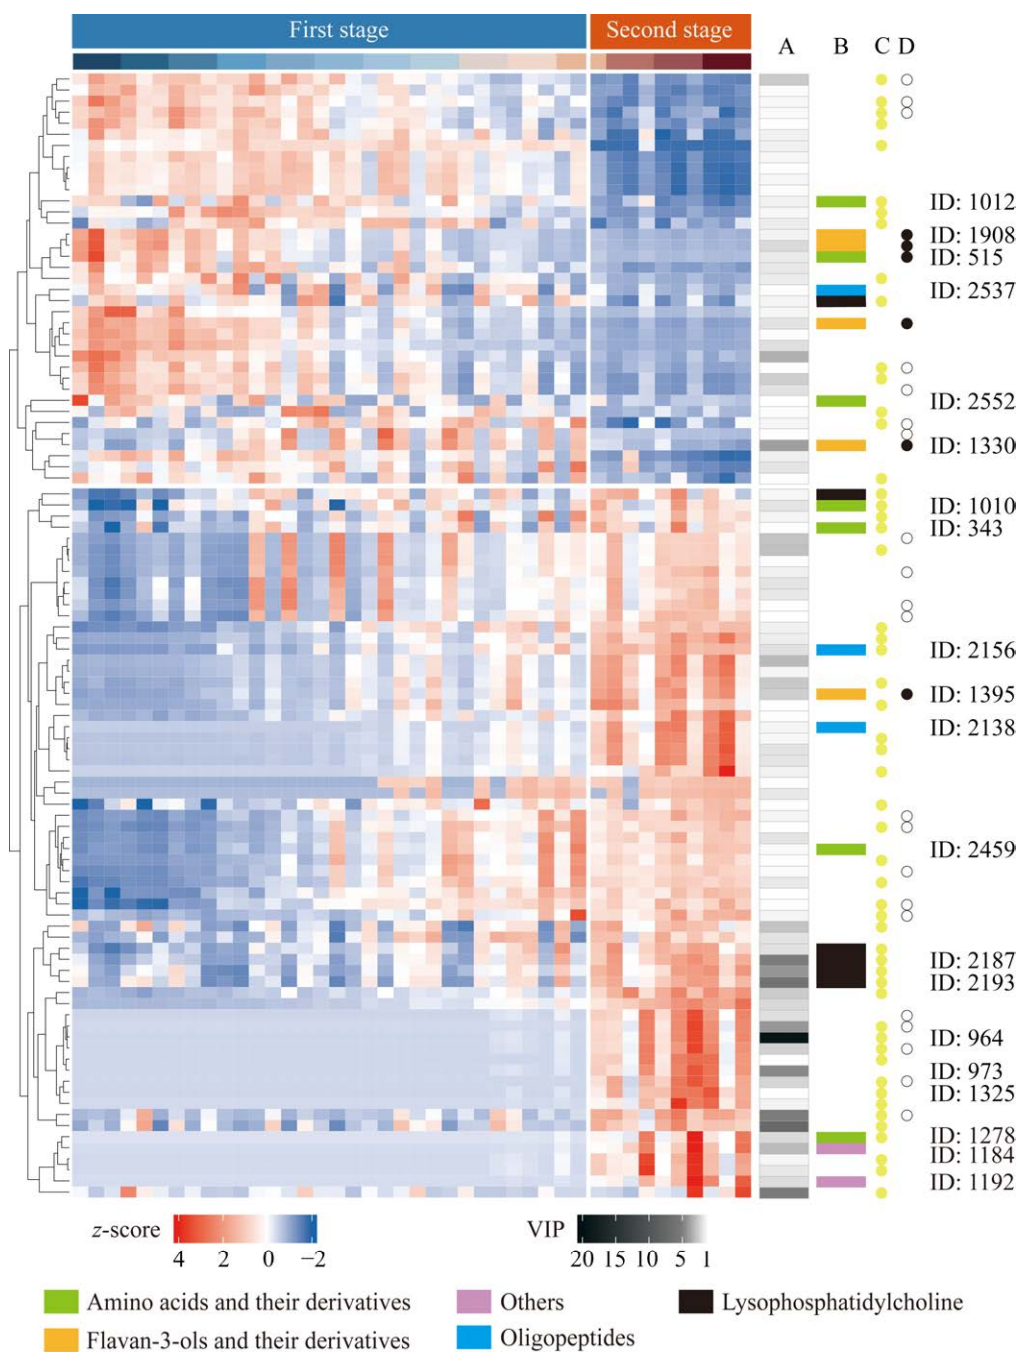 First stage Second stage
A B C D
ID: 1012
ID: 1908
ID: 515
ID: 2537
ID: 2552
ID: 1330
ID: 1010
ID: 343
ID: 2156
ID: 1395
ID: 2138
ID: 2459
ID: 2187
ID: 2193
ID: 964
ID: 973
ID: 1325
ID: 1278
ID: 1184
ID: 1192
z-score VIP
4 2 0 −2 20 15 10 5 1
Amino acids and their derivatives Others Lysophosphatidylcholine
Flavan-3-ols and their derivatives Oligopeptides